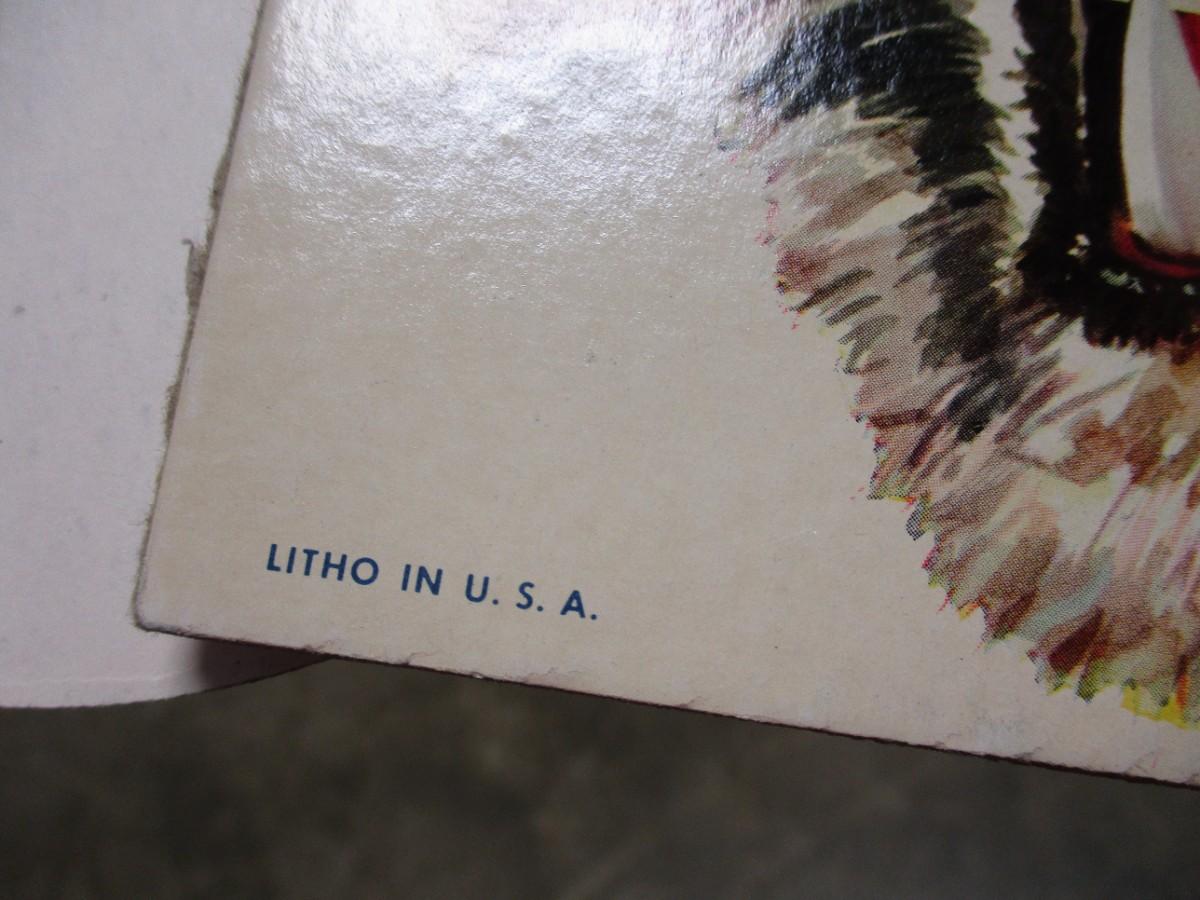 LITHO IN U. S. A.